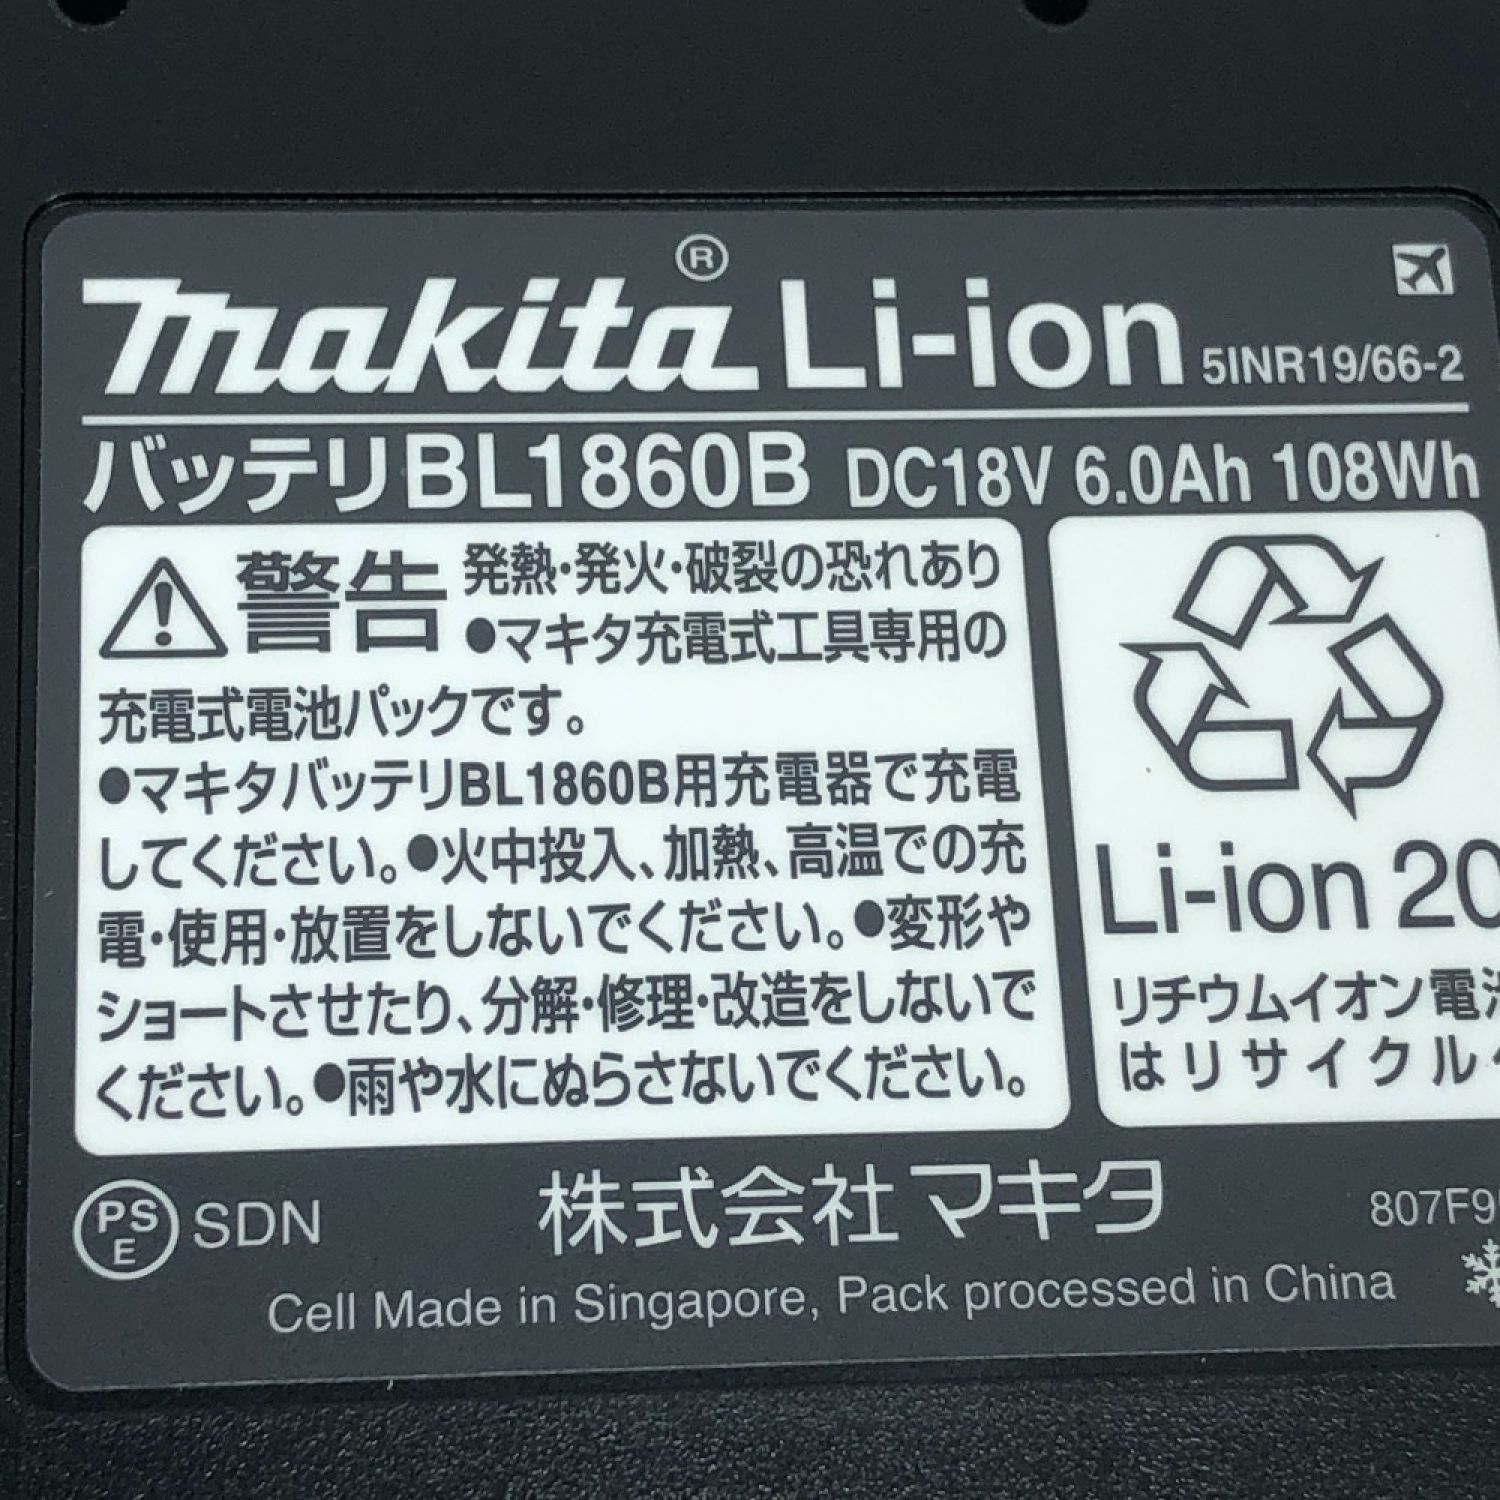 makita® Li-ion 5INR19/66-2
バッテリBL1860B DC18V 6.0Ah 108Wh
警告 発熱・発火・破裂の恐れあり
●マキタ充電式工具専用の
充電式電池パックです。
●マキタバッテリBL1860B用充電器で充電
してください。●火中投入、加熱、高温での充
電・使用・放置をしないでください。●変形や
ショートさせたり、分解・修理・改造をしないで
ください。●雨や水にぬらさないでください。
Li-ion 20
リチウムイオン電池
はリサイクル
PS
E
SDN
株式会社マキタ
807F9
Cell Made in Singapore, Pack processed in China